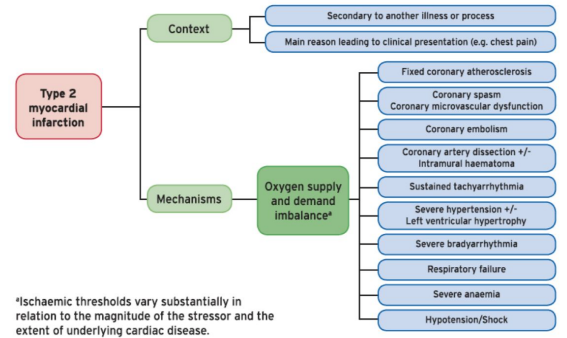 Type 2
myocardial
infarction
Context
Secondary to another illness or process
Main reason leading to clinical presentation (e.g. chest pain)
Mechanisms
Oxygen supply
and demand
imbalanceᵃ
Fixed coronary atherosclerosis
Coronary spasm
Coronary microvascular dysfunction
Coronary embolism
Coronary artery dissection +/-
Intramural haematoma
Sustained tachyarrhythmia
Severe hypertension +/-
Left ventricular hypertrophy
Severe bradyarrhythmia
Respiratory failure
Severe anaemia
Hypotension/Shock
ᵃIschaemic thresholds vary substantially in
relation to the magnitude of the stressor and the
extent of underlying cardiac disease.